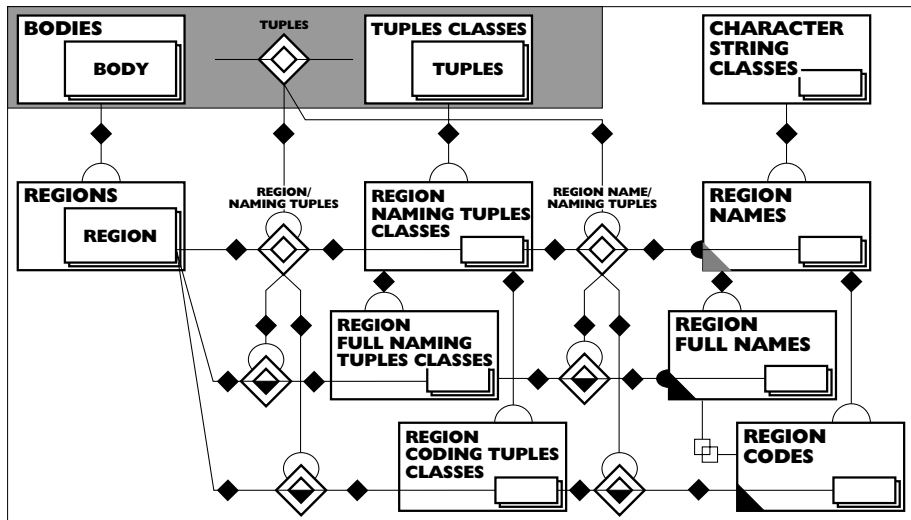 BODIES
BODY
TUPLES
TUPLES CLASSES
TUPLES
CHARACTER
STRING
CLASSES
REGIONS
REGION
REGION/
NAMING TUPLES
REGION
NAMING TUPLES
CLASSES
REGION NAME/
NAMING TUPLES
REGION
NAMES
REGION
FULL NAMING
TUPLES CLASSES
REGION
FULL NAMES
REGION
CODING TUPLES
CLASSES
REGION
CODES